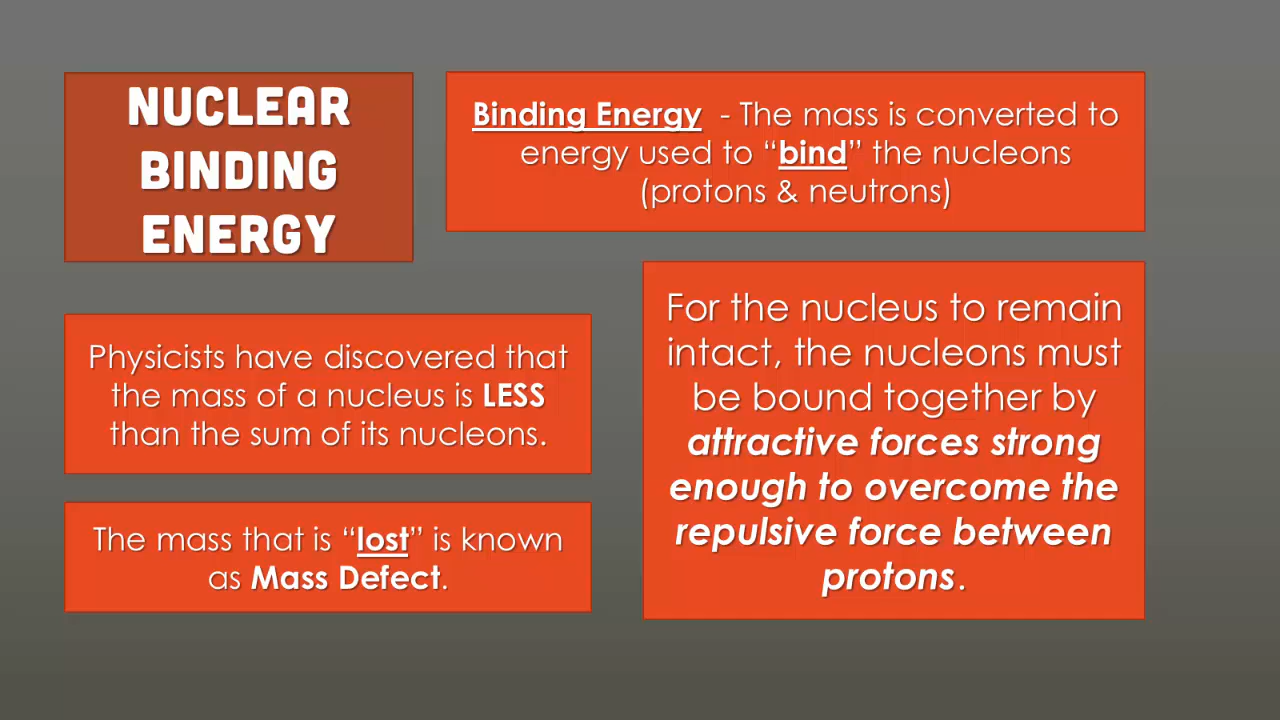 NUCLEAR
BINDING
ENERGY
Binding Energy - The mass is converted to
energy used to “bind” the nucleons
(protons & neutrons)
Physicists have discovered that
the mass of a nucleus is LESS
than the sum of its nucleons.
The mass that is “lost” is known
as Mass Defect.
For the nucleus to remain
intact, the nucleons must
be bound together by
attractive forces strong
enough to overcome the
repulsive force between
protons.